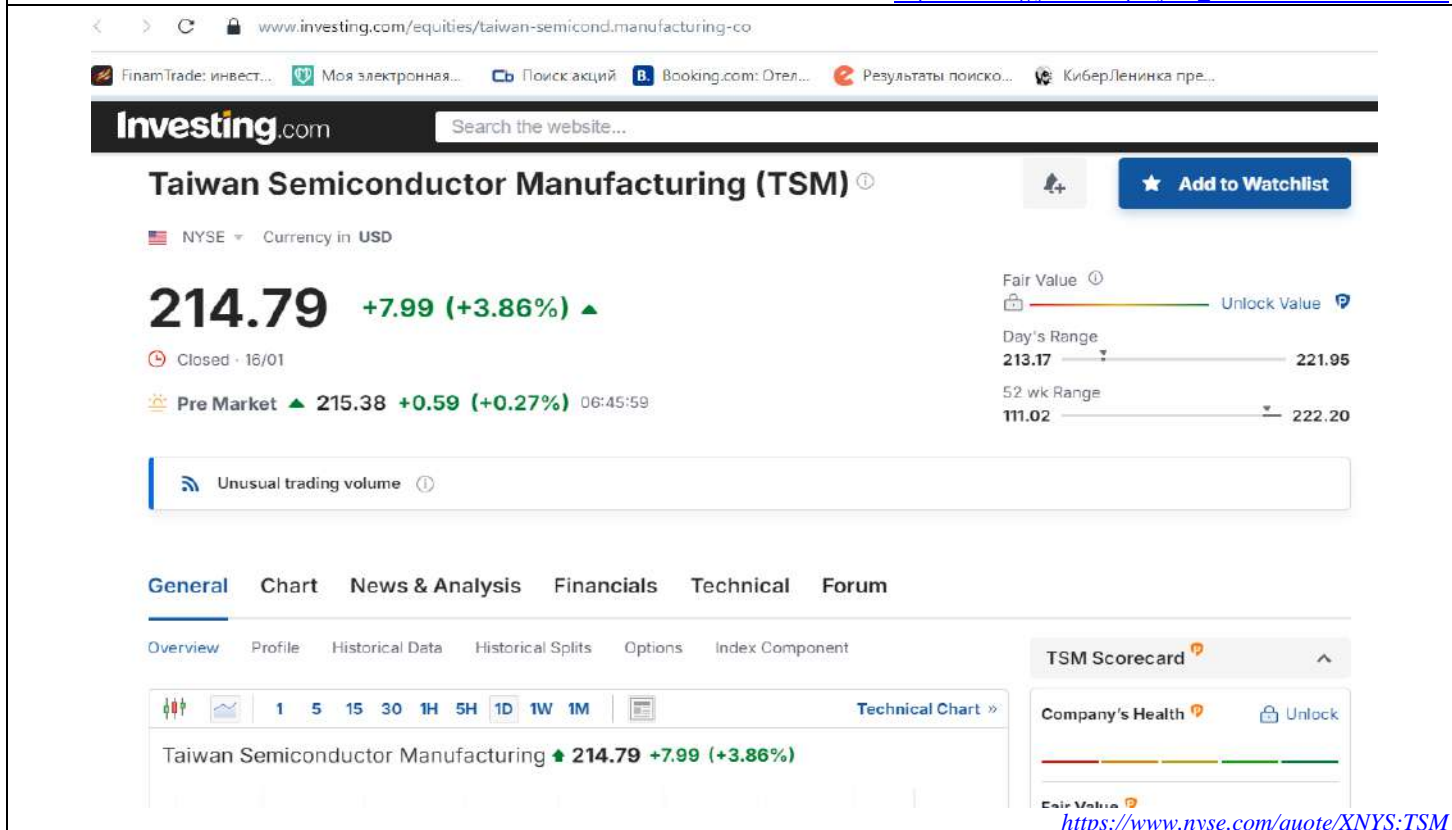 www.investing.com/equities/taiwan-semicond.manufacturing-co
FinamTrade: инвест... Моя электронная... Cb Поиск акций B. Booking.com: Отел... Результаты поиско... КиберЛенинка пре...
Investing.com Search the website...
Taiwan Semiconductor Manufacturing (TSM)
Add to Watchlist
NYSE Currency in USD
214.79 +7.99 (+3.86%)
Closed · 16/01
Pre Market 215.38 +0.59 (+0.27%) 06:45:59
Fair Value
Unlock Value
Day's Range
213.17 221.95
52 wk Range
111.02 222.20
Unusual trading volume
General Chart News & Analysis Financials Technical Forum
Overview Profile Historical Data Historical Splits Options Index Component
1 5 15 30 1H 5H 1D 1W 1M Technical Chart »
Taiwan Semiconductor Manufacturing 214.79 +7.99 (+3.86%)
TSM Scorecard
Company's Health Unlock
Fair Value
https://www.nyse.com/quote/XNYS:TSM